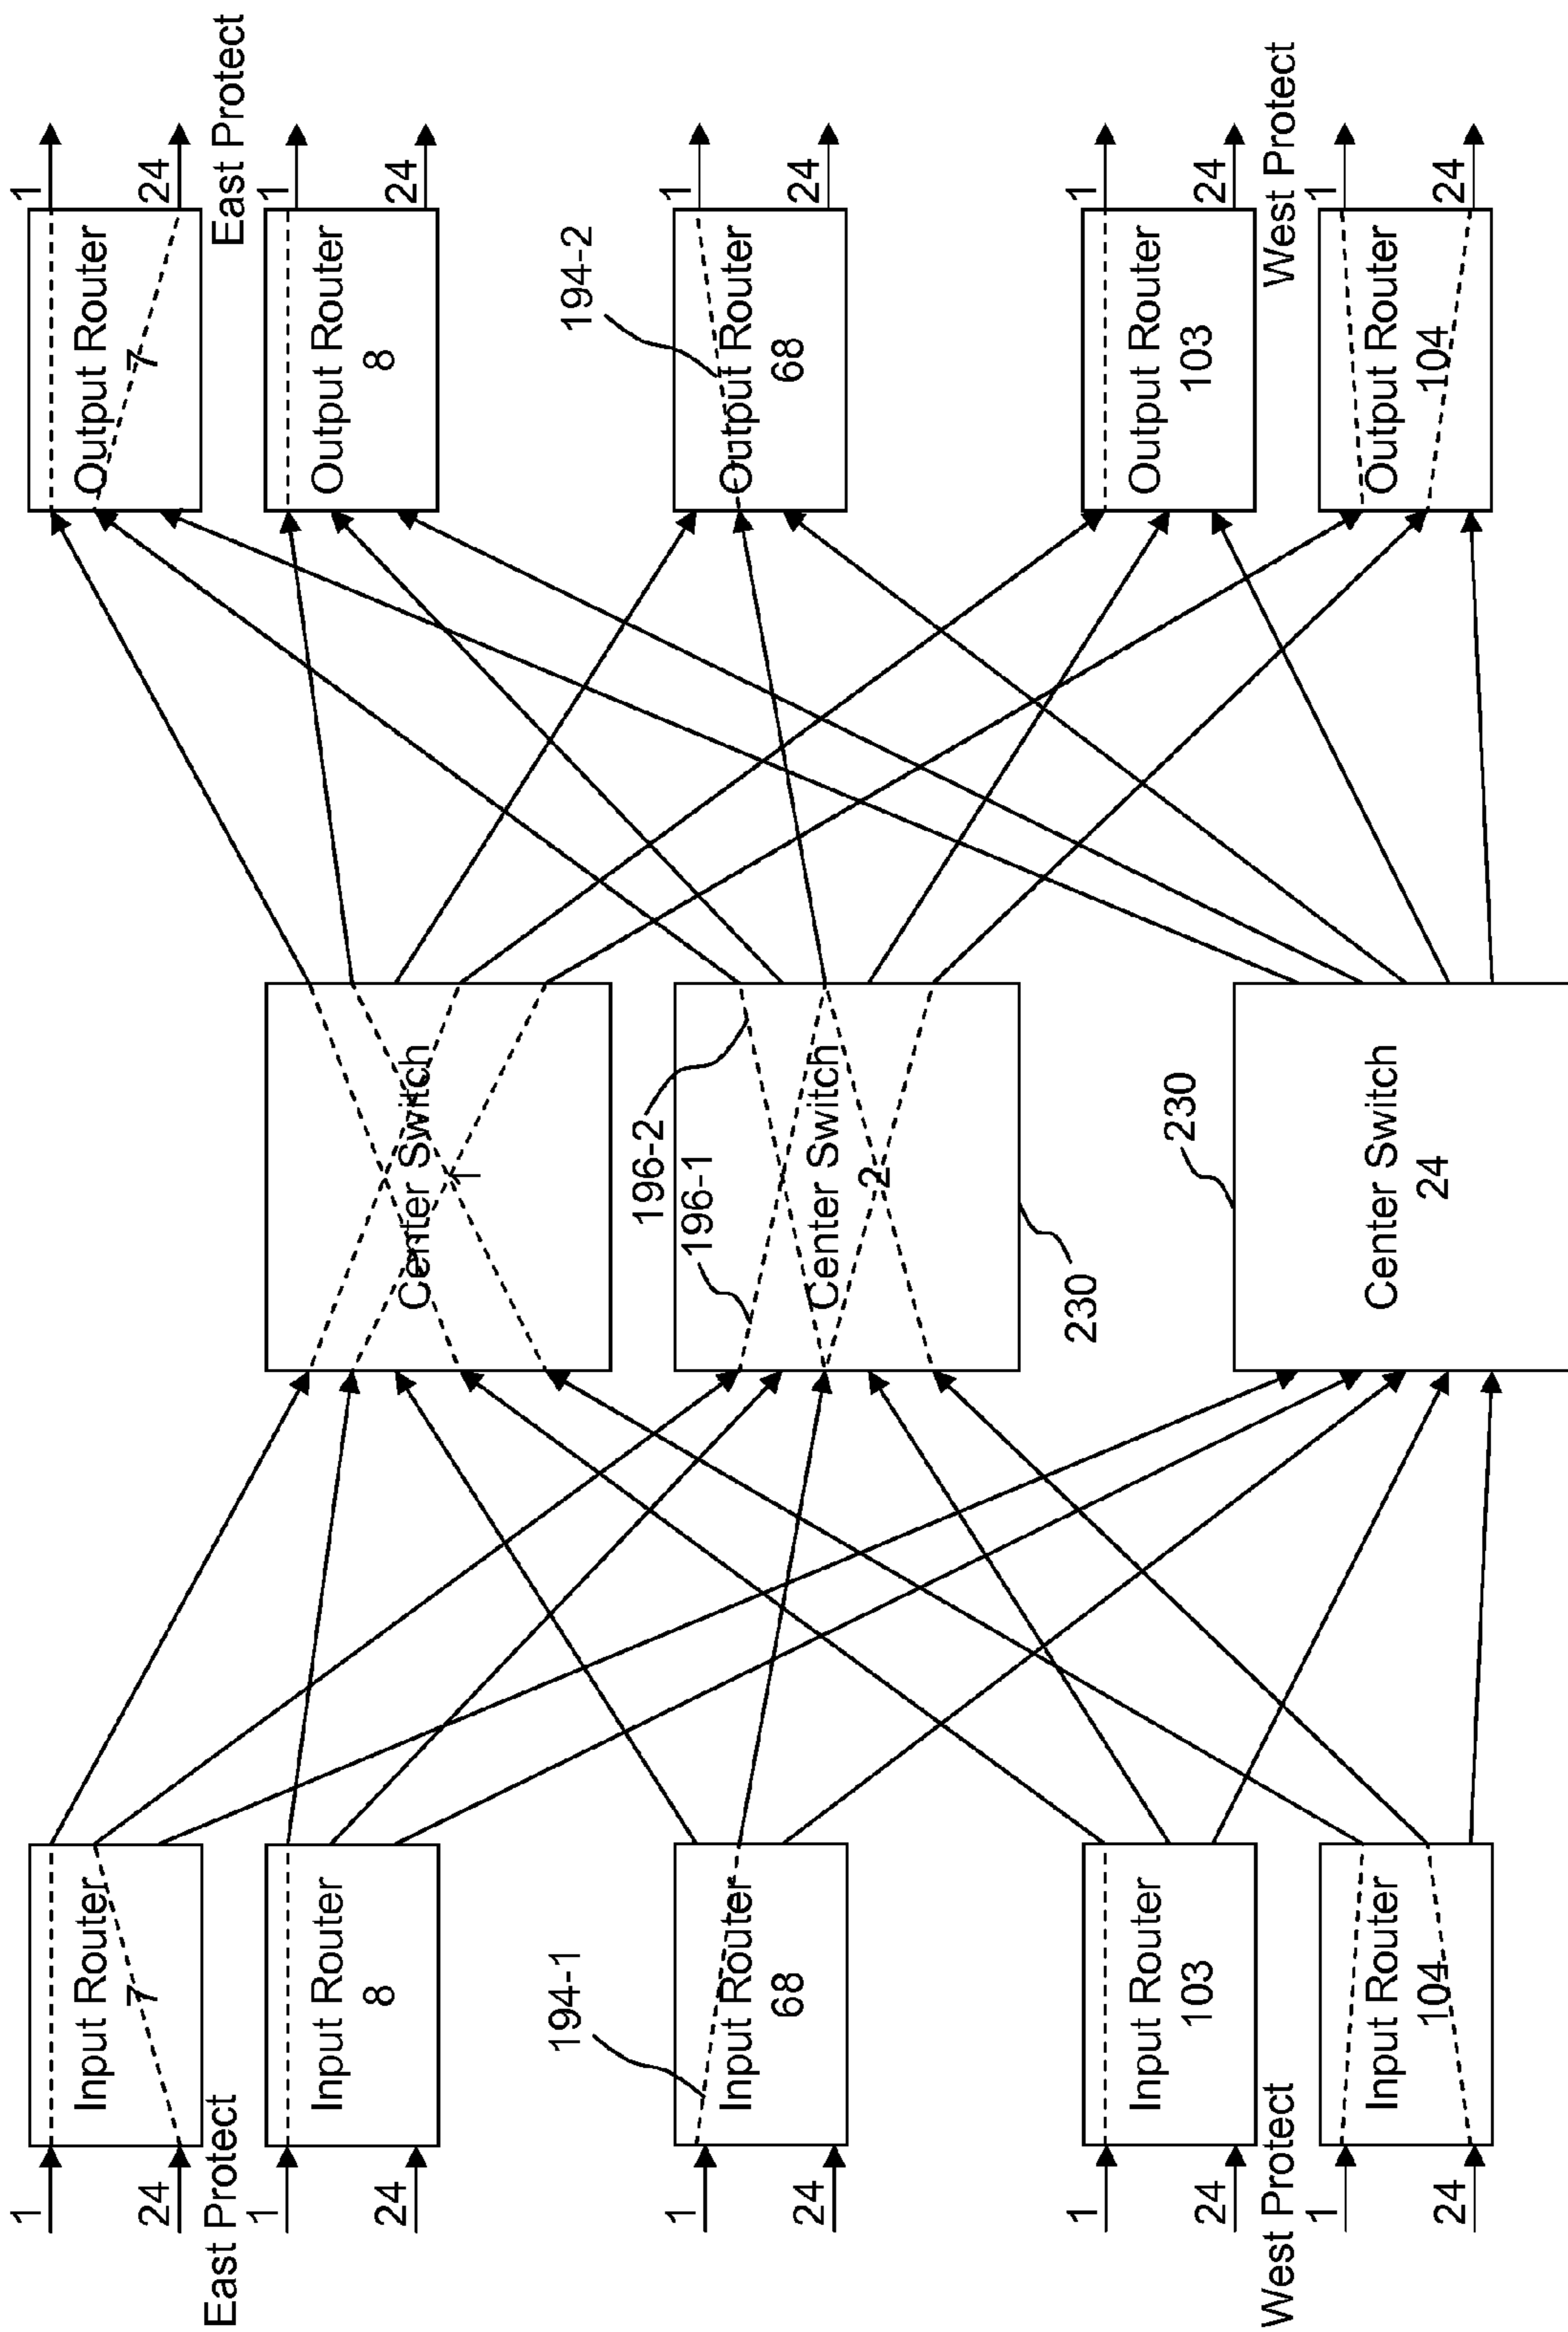 1
Input Router
7
24
East Protect
1
Input Router
8
24
194-1
1
Input Router
68
24
1
Input Router
103
24
West Protect
1
Input Router
104
24
Center Switch
1
196-2
196-1
Center Switch
2
230
230
Center Switch
24
1
Output Router
7
24
East Protect
1
Output Router
8
24
194-2
1
Output Router
68
24
1
Output Router
103
24
West Protect
1
Output Router
104
24